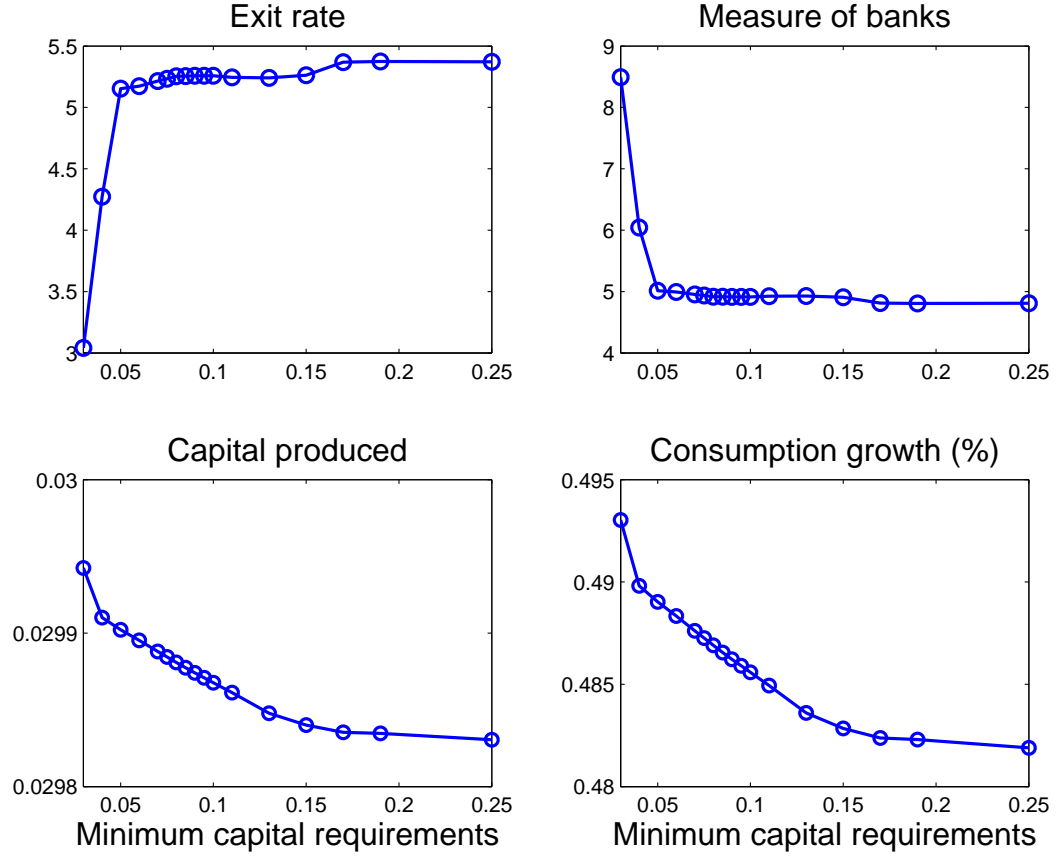 Exit rate
5.5
5
4.5
4
3.5
3
0.05 0.1 0.15 0.2 0.25
Measure of banks
9
8
7
6
5
4
0.05 0.1 0.15 0.2 0.25
Capital produced
0.03
0.0299
0.0298
0.05 0.1 0.15 0.2 0.25
Minimum capital requirements
Consumption growth (%)
0.495
0.49
0.485
0.48
0.05 0.1 0.15 0.2 0.25
Minimum capital requirements